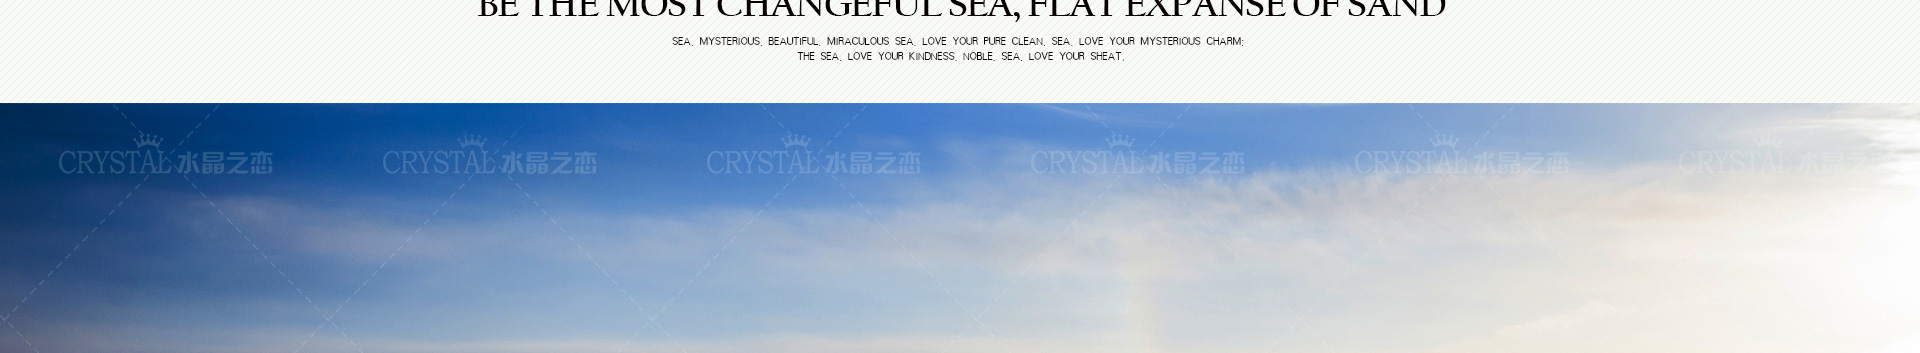 BE THE MOST CHANGEFUL SEA, FLAT EXPANSE OF SAND
SEA, MYSTERIOUS, BEAUTIFUL, MIRACULOUS SEA, LOVE YOUR PURE CLEAN, SEA, LOVE YOUR MYSTERIOUS CHARM;
THE SEA, LOVE YOUR KINDNESS, NOBLE, SEA, LOVE YOUR SHEAT,
CRYSTAL 水晶之恋 CRYSTAL 水晶之恋 CRYSTAL 水晶之恋 CRYSTAL 水晶之恋 CRYSTAL 水晶之恋 CRYSTAL 水晶之恋